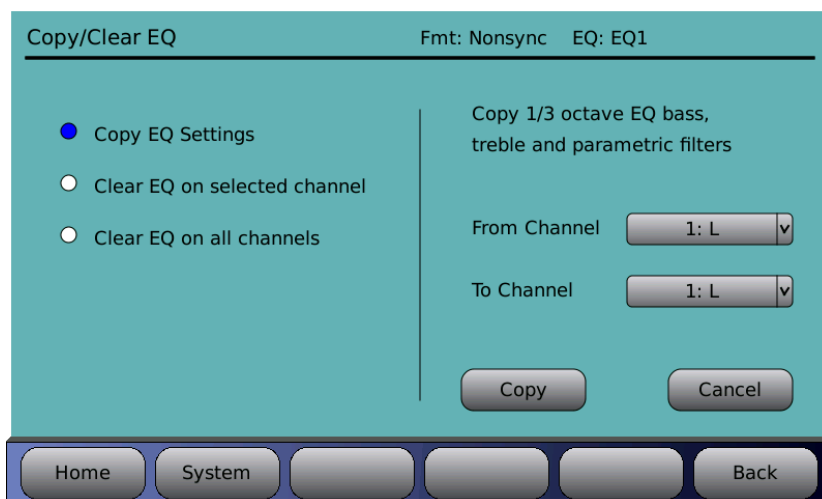 Copy/Clear EQ
Fmt: Nonsync EQ: EQ1
Copy EQ Settings
Clear EQ on selected channel
Clear EQ on all channels
Copy 1/3 octave EQ bass,
treble and parametric filters
From Channel 1: L
To Channel 1: L
Copy Cancel
Home System Back